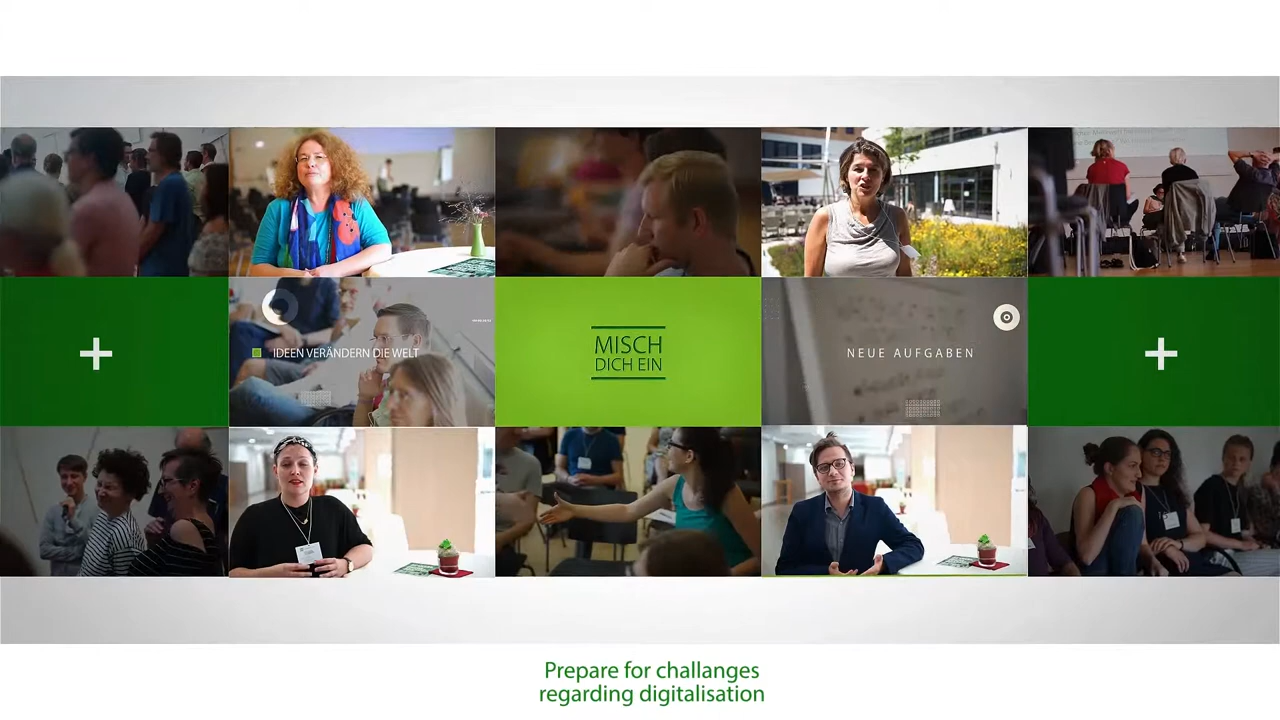 IDEEN VERÄNDERN DIE WELT
MISCH
DICH EIN
NEUE AUFGABEN
Prepare for challanges
regarding digitalisation